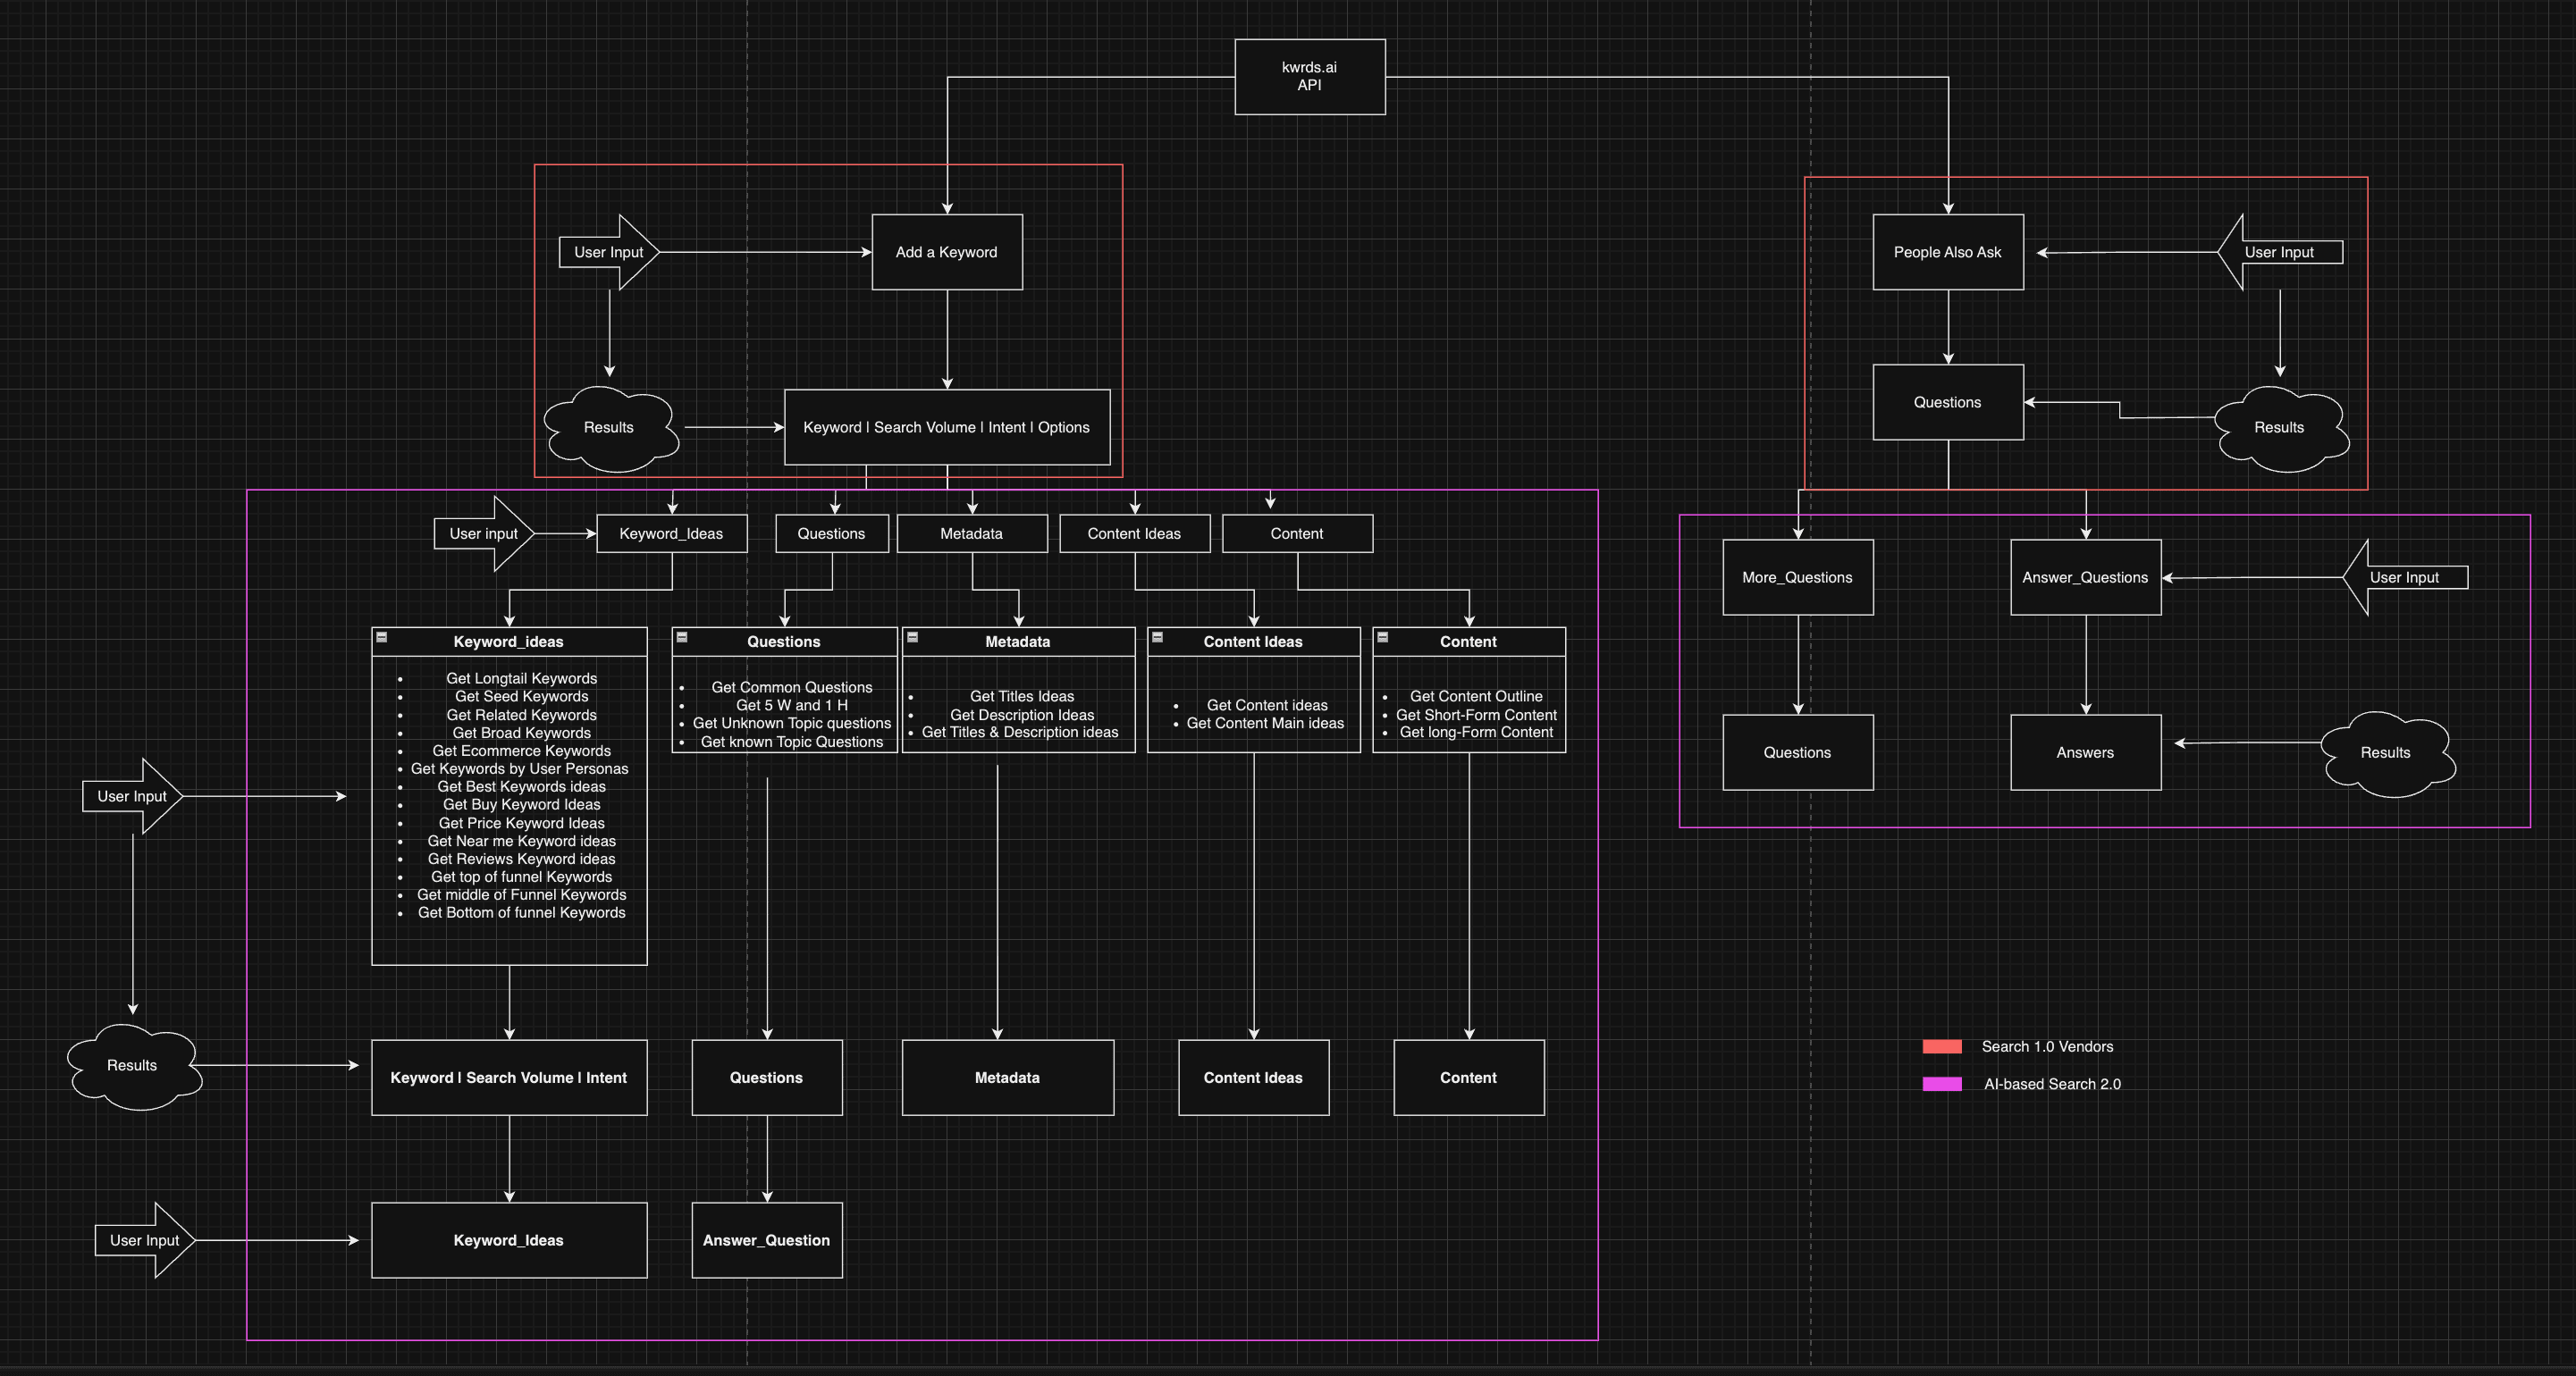 kwrds.ai
API
User Input
Add a Keyword
People Also Ask
User Input
Results
Keyword | Search Volume | Intent | Options
Questions
Results
User input
Keyword_Ideas
Questions
Metadata
Content Ideas
Content
More_Questions
Answer_Questions
User Input
Keyword_ideas
Get Longtail Keywords
Get Seed Keywords
Get Related Keywords
Get Broad Keywords
Get Ecommerce Keywords
Get Keywords by User Personas
Get Best Keywords ideas
Get Buy Keyword Ideas
Get Price Keyword Ideas
Get Near me Keyword ideas
Get Reviews Keyword ideas
Get top of funnel Keywords
Get middle of Funnel Keywords
Get Bottom of funnel Keywords
Questions
Get Common Questions
Get 5 W and 1 H
Get Unknown Topic questions
Get known Topic Questions
Metadata
Get Titles Ideas
Get Description Ideas
Get Titles & Description ideas
Content Ideas
Get Content ideas
Get Content Main ideas
Content
Get Content Outline
Get Short-Form Content
Get long-Form Content
Questions
Answers
Results
User Input
Results
Keyword | Search Volume | Intent
Questions
Metadata
Content Ideas
Content
Search 1.0 Vendors
AI-based Search 2.0
User Input
Keyword_Ideas
Answer_Question